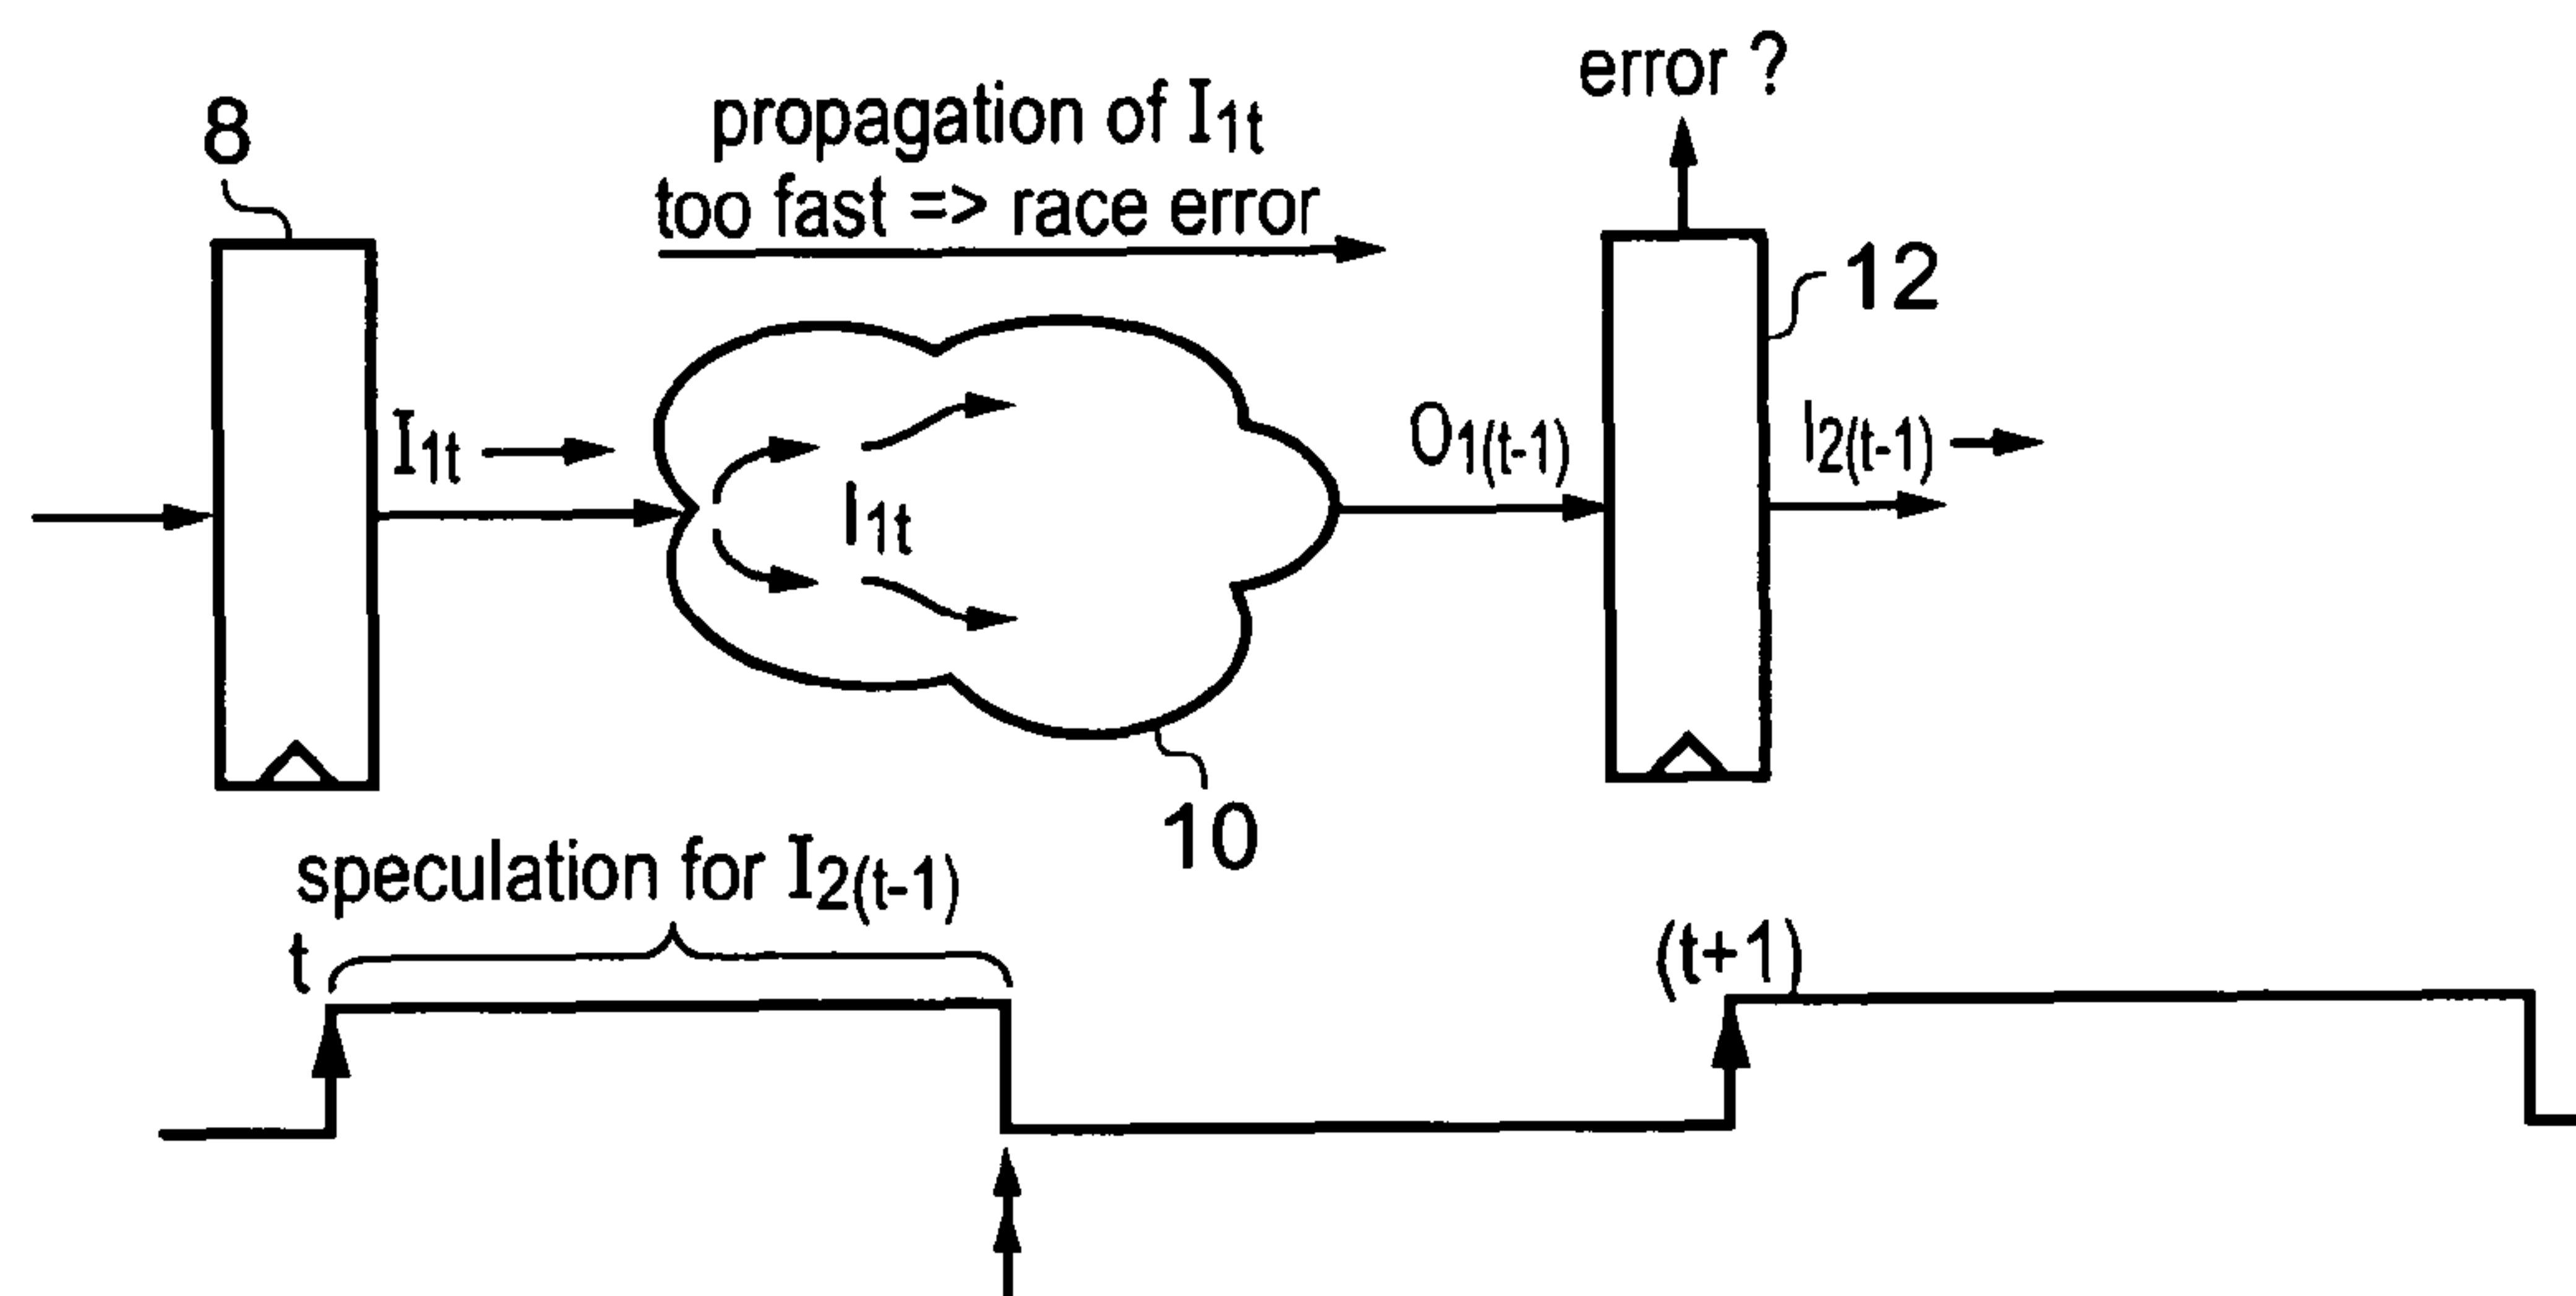 error ?
8
propagation of I1t
too fast => race error
12
I1t
I1t
O1(t-1)
I2(t-1)
10
speculation for I2(t-1)
t
(t+1)